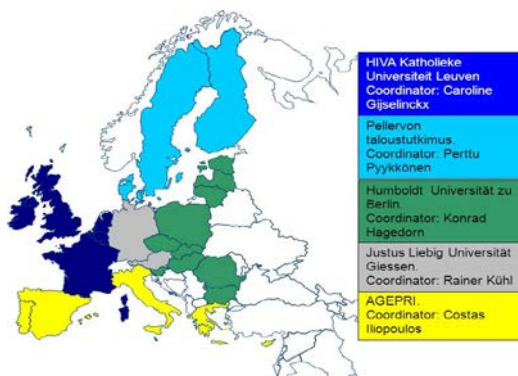 HIVA Katholieke
Universiteit Leuven
Coordinator: Caroline
Gijselinckx
Pellervon
taloustutkimus.
Coordinator: Perttu
Pyykkönen
Humboldt Universität zu
Berlin.
Coordinator: Konrad
Hagedorn
Justus Liebig Universität
Giessen.
Coordinator: Rainer Kühl
AGEPRI.
Coordinator: Costas
Iliopoulos